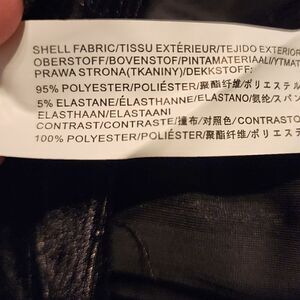 SHELL FABRIC/TISSU EXTÉRIEUR/TEJIDO EXTERIOR
OBERSTOFF/BOVENSTOF/PINTAMATERIAALI/YTMAT
PRAWA STRONA(TKANINY)/DEKKSTOFF:
95% POLYESTER/POLIÉSTER/聚酯纤维/ポリエステル
5% ELASTANE/ÉLASTHANNE/ELASTANO/氨纶/スパン
ELASTHAAN/ELASTAANI
CONTRAST/CONTRASTE/撞布/对照色/CONTRASTO
100% POLYESTER/POLIÉSTER/聚酯纤维/ポリエステ